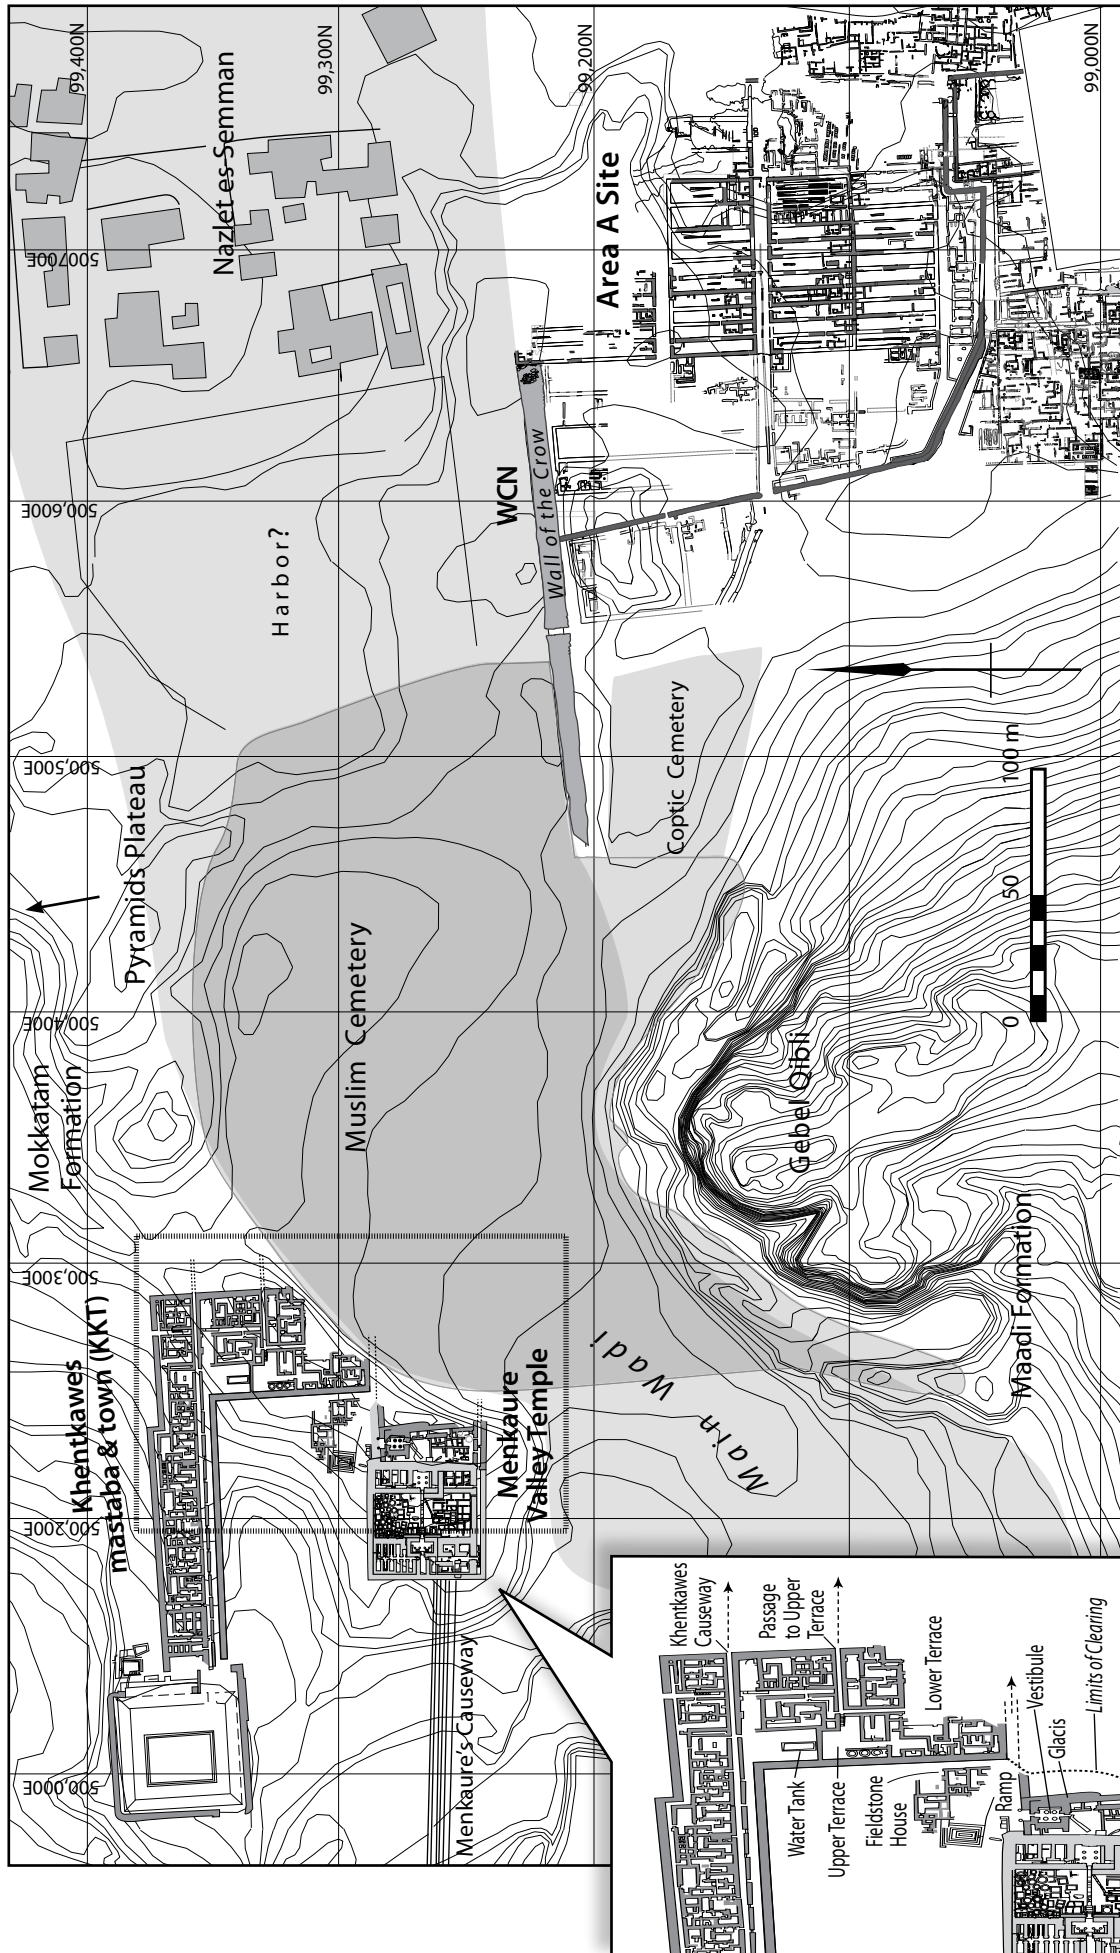 99,400N
99,300N
99,200N
99,000N
Nazlet es-Semman
500,700E
Area A Site
WCN
Wall of the Crow
500,600E
Harbor?
Coptic Cemetery
500,500E
Pyramids Plateau
100 m
50
0
Muslim Cemetery
500,400E
Mokkatam
Formation
Gebel Qibli
Maadi Formation
500,300E
Main Wadi
Khentkawes
mastaba & town (KKT)
Menkaure
Valley Temple
500,200E
500,000E
Menkaure's Causeway
Khentkawes
Causeway
Passage
to Upper
Terrace
Lower Terrace
Vestibule
Limits of Clearing
Glacis
Ramp
Water Tank
Upper Terrace
Fieldstone
House